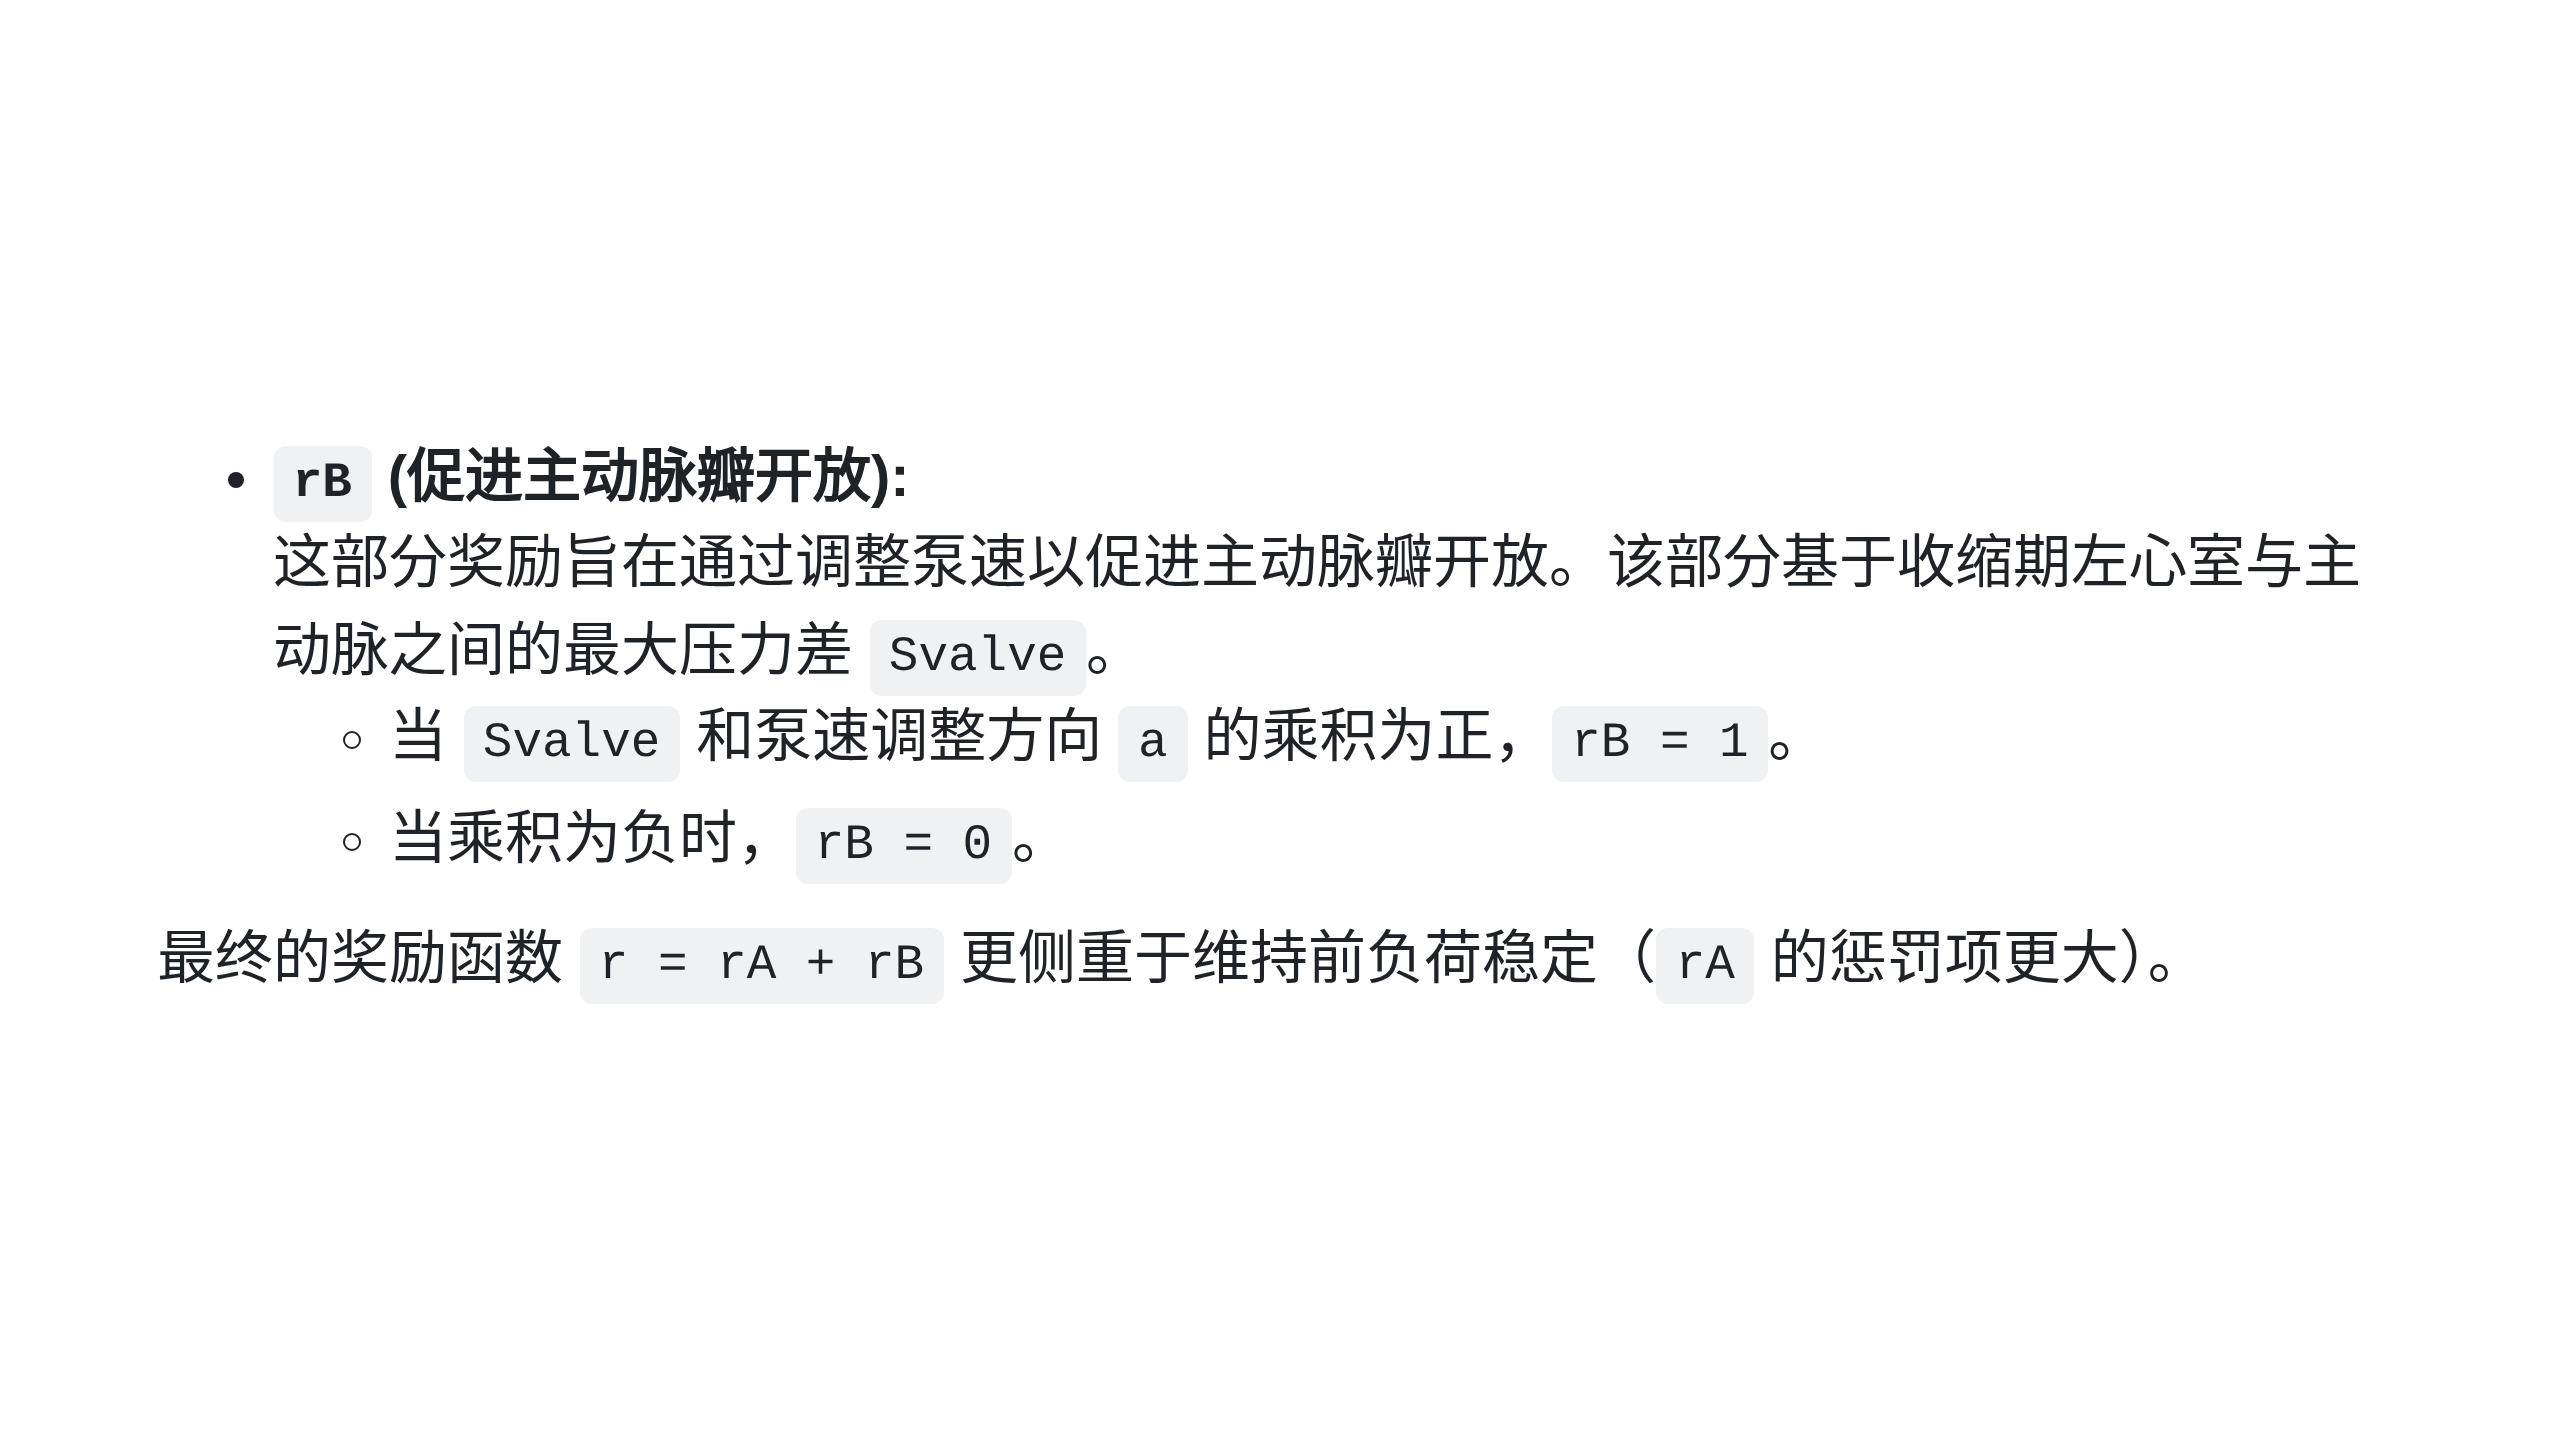 • rB (促进主动脉瓣开放):
这部分奖励旨在通过调整泵速以促进主动脉瓣开放。该部分基于收缩期左心室与主
动脉之间的最大压力差 Svalve。
◦ 当 Svalve 和泵速调整方向 a 的乘积为正，rB = 1。
◦ 当乘积为负时，rB = 0。
最终的奖励函数 r = rA + rB 更侧重于维持前负荷稳定（rA 的惩罚项更大）。